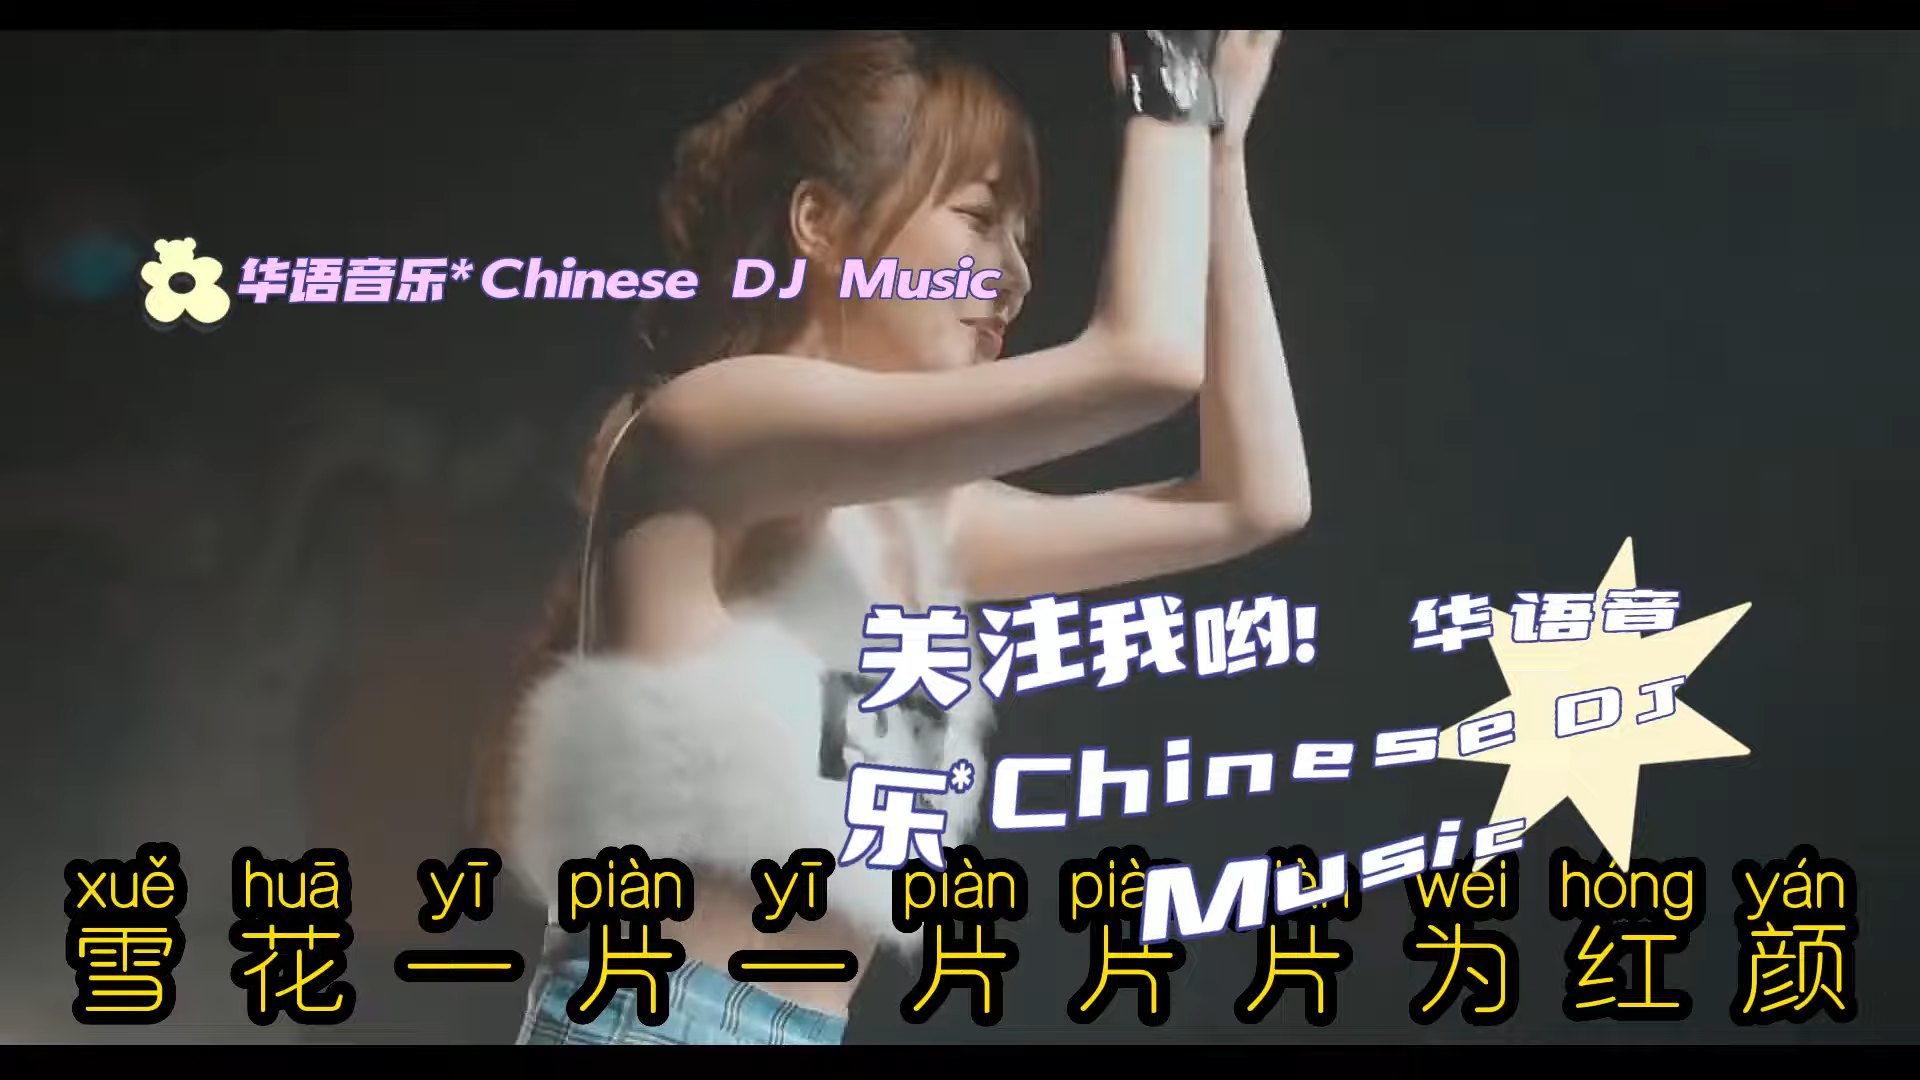 华语音乐*Chinese DJ Music
关注我哟! 华语音
乐*Chinese DJ
Music
xuě huā yī piàn yī piàn wéi hóng yán
雪花一片一片片片为红颜